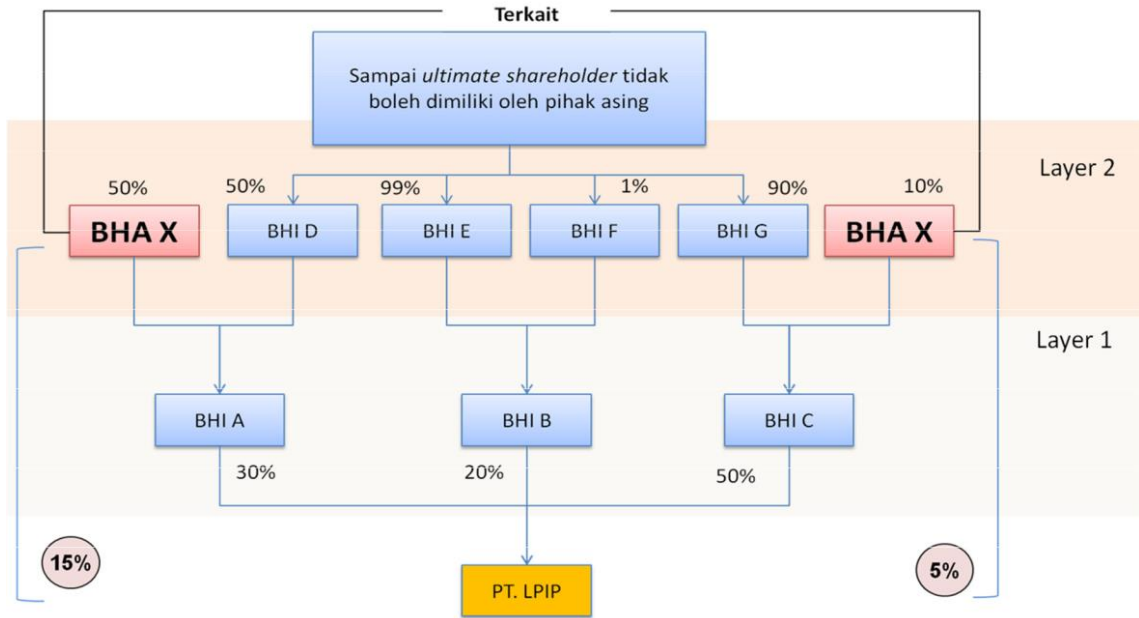 Terkait
Sampai ultimate shareholder tidak
boleh dimiliki oleh pihak asing
Layer 2
50%
50%
99%
1%
90%
10%
BHA X
BHI D
BHI E
BHI F
BHI G
BHA X
Layer 1
BHI A
BHI B
BHI C
30%
20%
50%
15%
5%
PT. LPIP